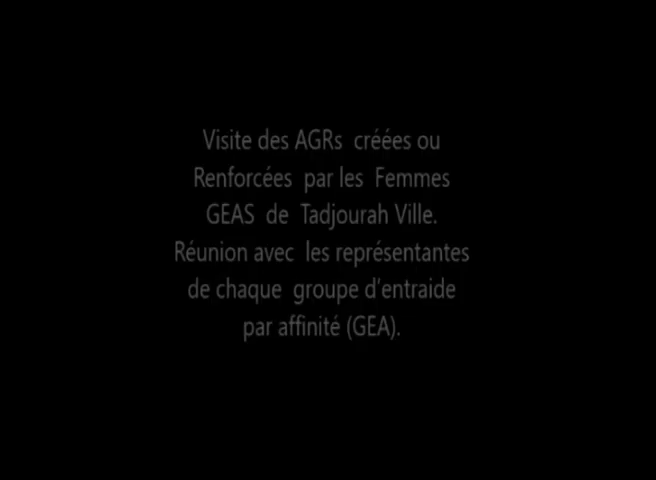 Visite des AGRs créées ou
Renforcées par les Femmes
GEAS de Tadjourah Ville.
Réunion avec les représentantes
de chaque groupe d'entraide
par affinité (GEA).